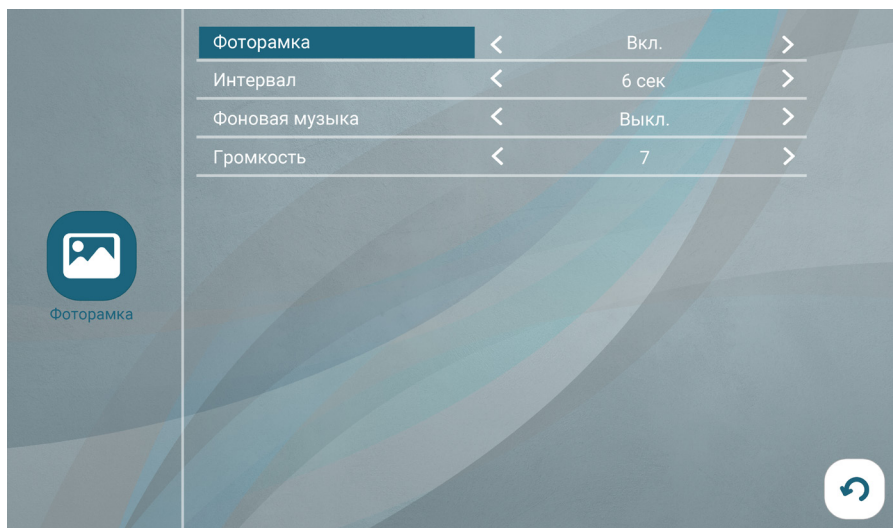 Фоторамка Вкл.
Интервал 6 сек
Фоновая музыка Выкл.
Громкость 7
Фоторамка